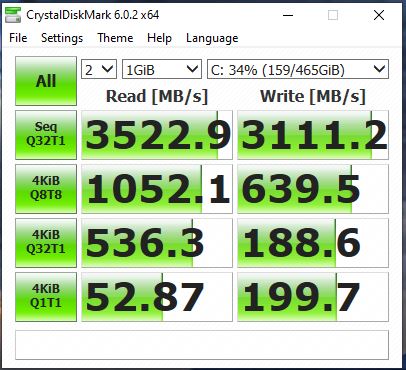 CrystalDiskMark 6.0.2 x64
File Settings Theme Help Language
All 2 1GiB C: 34% (159/465GiB)
Read [MB/s] Write [MB/s]
Seq
Q32T1 3522.9 3111.2
4KiB
Q8T8 1052.1 639.5
4KiB
Q32T1 536.3 188.6
4KiB
Q1T1 52.87 199.7